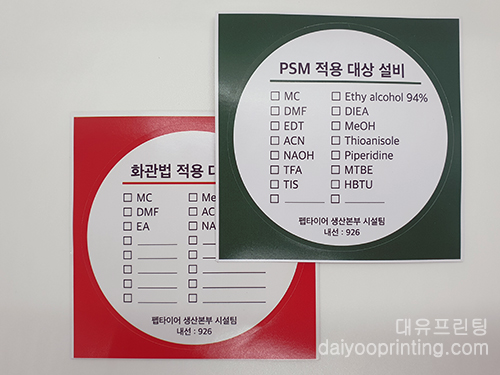 PSM 적용 대상 설비
MC
Ethy alcohol 94%
DMF
DIEA
EDT
MeOH
ACN
Thioanisole
NAOH
Piperidine
TFA
MTBE
TIS
HBTU
펩타이어 생산본부 시설팀
내선 : 926
화관법 적용 대
MC
Me
DMF
AC
EA
NA
펩타이어 생산본부 시설팀
내선 : 926
대유프린팅
daiyooprinting.com